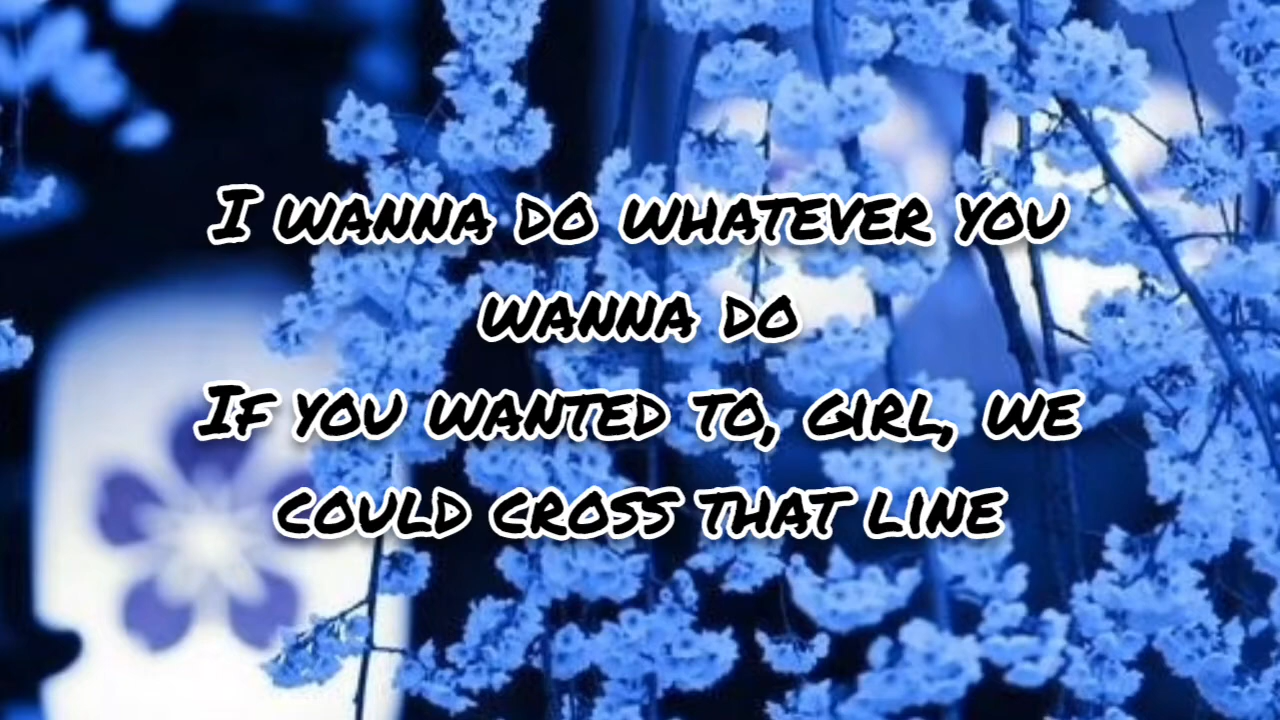 I wanna do whatever you
wanna do
If you wanted to, girl, we
could cross that line